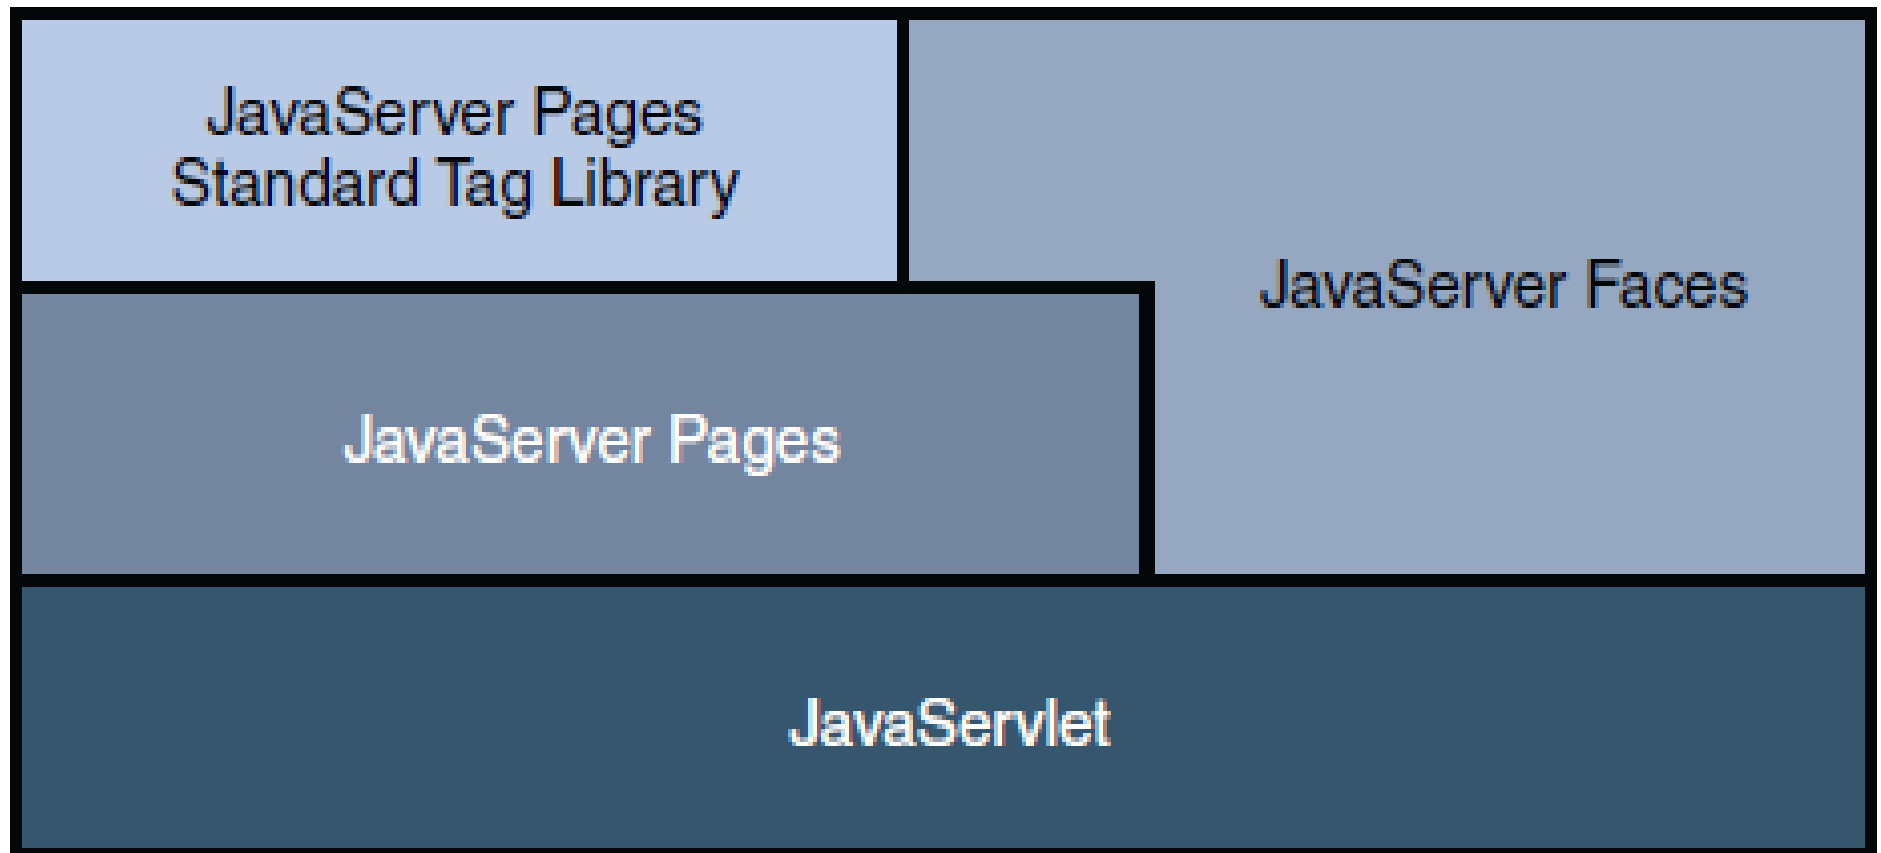 JavaServer Pages
Standard Tag Library
JavaServer Faces
JavaServer Pages
JavaServlet